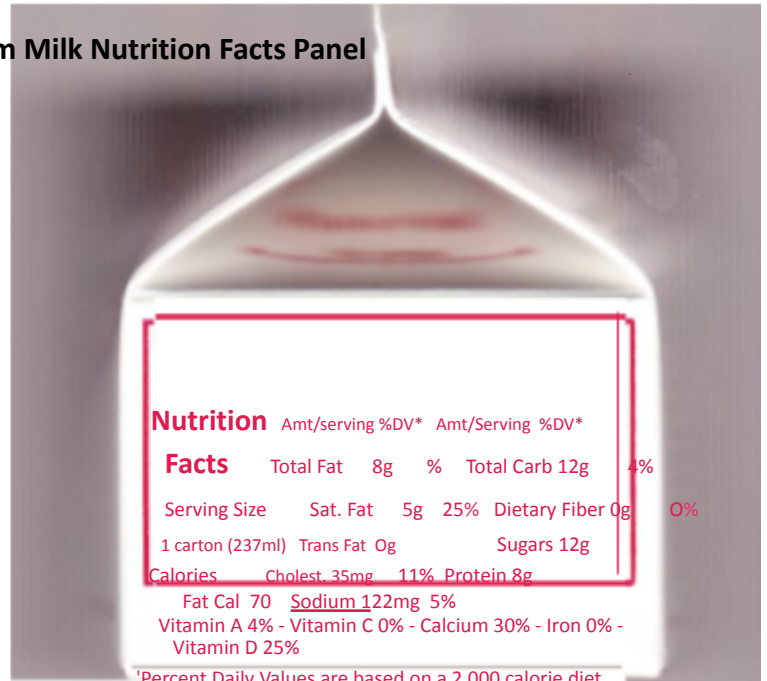 m Milk Nutrition Facts Panel
Nutrition Amt/serving %DV* Amt/Serving %DV*
Facts Total Fat 8g % Total Carb 12g 4%
Serving Size Sat. Fat 5g 25% Dietary Fiber 0g O%
1 carton (237ml) Trans Fat Og Sugars 12g
Calories Cholest. 35mg 11% Protein 8g
Fat Cal 70 Sodium 122mg 5%
Vitamin A 4% - Vitamin C 0% - Calcium 30% - Iron 0% -
Vitamin D 25%
'Percent Daily Values are based on a 2,000 calorie diet